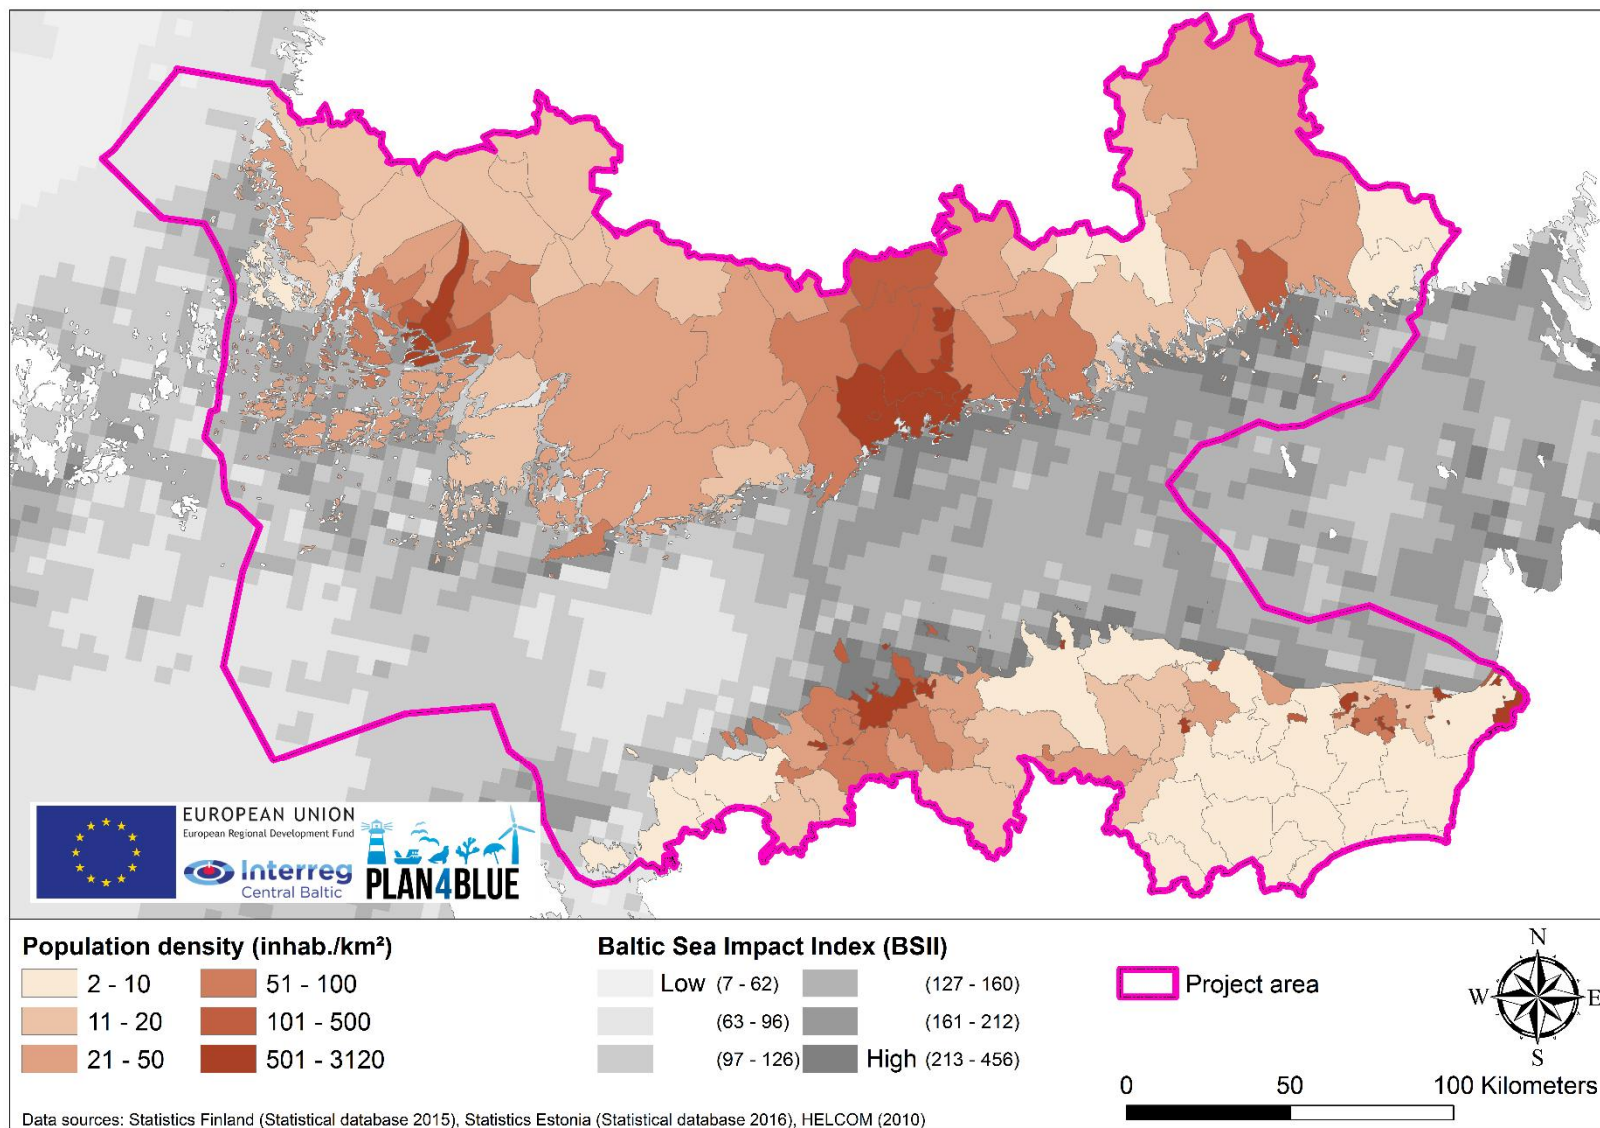 EUROPEAN UNION
European Regional Development Fund
Interreg
Central Baltic
PLAN4BLUE
Population density (inhab./km²)
2 - 10
51 - 100
11 - 20
101 - 500
21 - 50
501 - 3120
Baltic Sea Impact Index (BSII)
Low (7 - 62)
(127 - 160)
(63 - 96)
(161 - 212)
(97 - 126)
High (213 - 456)
Project area
N
W E
S
0 50 100 Kilometers
Data sources: Statistics Finland (Statistical database 2015), Statistics Estonia (Statistical database 2016), HELCOM (2010)